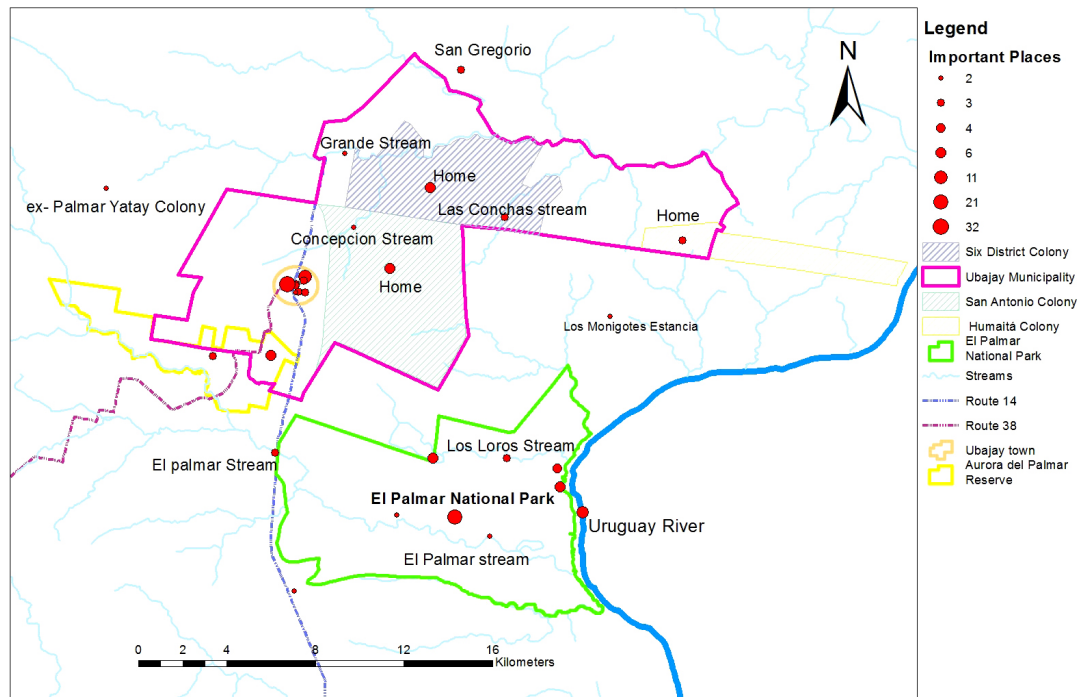 San Gregorio
Grande Stream
Home
ex- Palmar Yatay Colony
Las Conchas stream
Home
Concepcion Stream
Home
Los Monigotes Estancia
Los Loros Stream
El palmar Stream
El Palmar National Park
Uruguay River
El Palmar stream
0 2 4 8 12 16
Kilometers
N
Legend
Important Places
2
3
4
6
11
21
32
Six District Colony
Ubajay Municipality
San Antonio Colony
Humaitá Colony
El Palmar
National Park
Streams
Route 14
Route 38
Ubajay town
Aurora del Palmar
Reserve